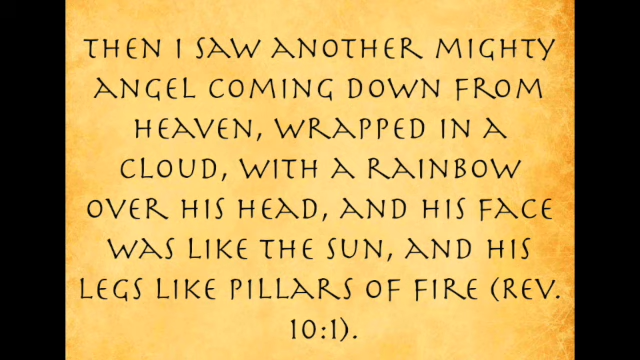 THEN I SAW ANOTHER MIGHTY
ANGEL COMING DOWN FROM
HEAVEN, WRAPPED IN A
CLOUD, WITH A RAINBOW
OVER HIS HEAD, AND HIS FACE
WAS LIKE THE SUN, AND HIS
LEGS LIKE PILLARS OF FIRE (REV.
10:1).